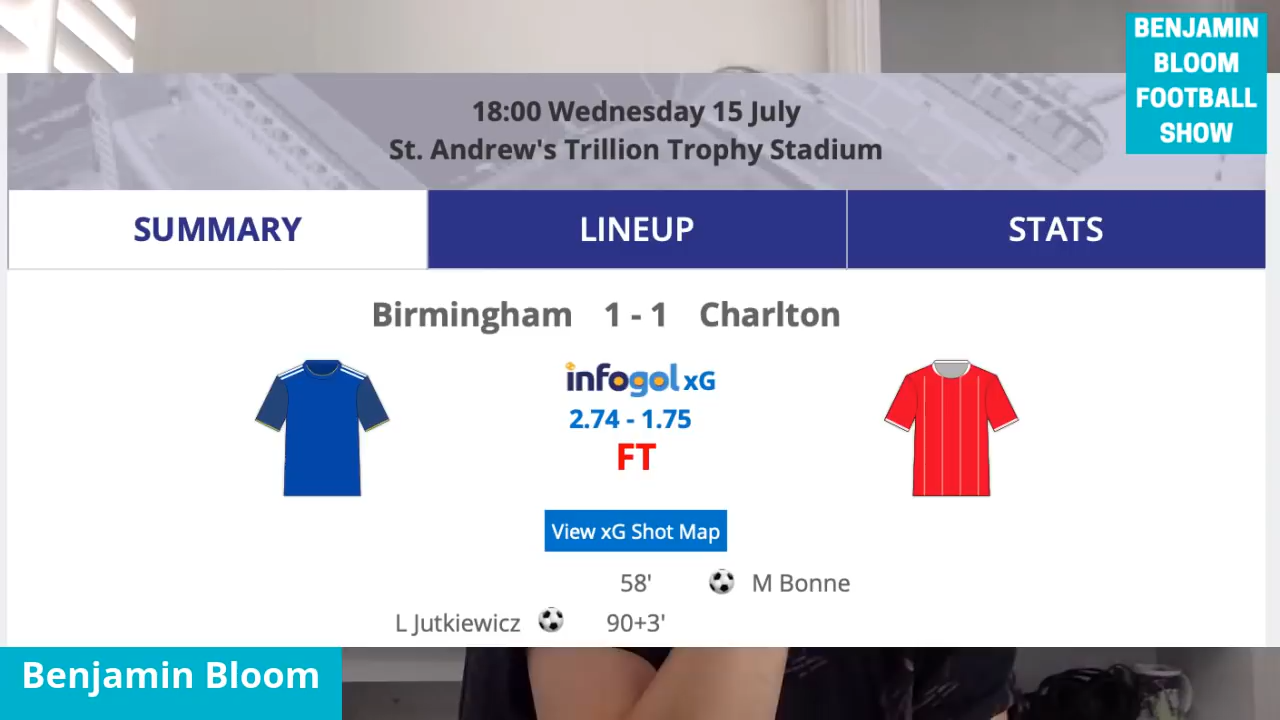 BENJAMIN
BLOOM
FOOTBALL
SHOW
18:00 Wednesday 15 July
St. Andrew's Trillion Trophy Stadium
SUMMARY LINEUP STATS
Birmingham 1 - 1 Charlton
infogol xG
2.74 - 1.75
FT
View xG Shot Map
58' M Bonne
L Jutkiewicz 90+3'
Benjamin Bloom